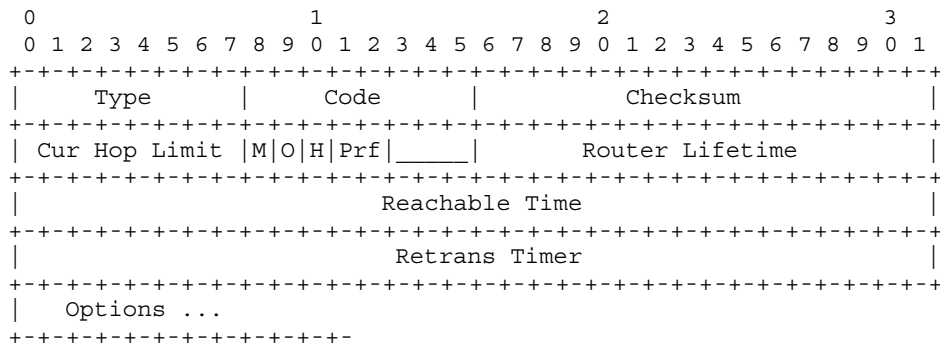 0                   1                   2                   3
 0 1 2 3 4 5 6 7 8 9 0 1 2 3 4 5 6 7 8 9 0 1 2 3 4 5 6 7 8 9 0 1
+-+-+-+-+-+-+-+-+-+-+-+-+-+-+-+-+-+-+-+-+-+-+-+-+-+-+-+-+-+-+-+-+
|     Type      |     Code      |          Checksum             |
+-+-+-+-+-+-+-+-+-+-+-+-+-+-+-+-+-+-+-+-+-+-+-+-+-+-+-+-+-+-+-+-+
| Cur Hop Limit |M|O|H|Prf|_____|       Router Lifetime         |
+-+-+-+-+-+-+-+-+-+-+-+-+-+-+-+-+-+-+-+-+-+-+-+-+-+-+-+-+-+-+-+-+
|                         Reachable Time                        |
+-+-+-+-+-+-+-+-+-+-+-+-+-+-+-+-+-+-+-+-+-+-+-+-+-+-+-+-+-+-+-+-+
|                          Retrans Timer                        |
+-+-+-+-+-+-+-+-+-+-+-+-+-+-+-+-+-+-+-+-+-+-+-+-+-+-+-+-+-+-+-+-+
|   Options ...
+-+-+-+-+-+-+-+-+-+-+-+-